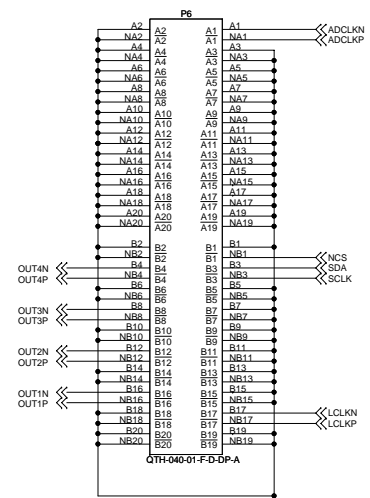 P6
A2 A2 A1 A1 ADCLKN
NA2 A2 A1 NA1 ADCLKP
A4 A4 A3 A3
NA4 A4 A3 NA3
A6 A6 A5 A5
NA6 A6 A5 NA5
A8 A8 A7 A7
NA8 A8 A7 NA7
A10 A10 A9 A9
NA10 A10 A9 NA9
A12 A12 A11 A11
NA12 A12 A11 NA11
A14 A14 A13 A13
NA14 A14 A13 NA13
A16 A16 A15 A15
NA16 A16 A15 NA15
A18 A18 A17 A17
NA18 A18 A17 NA17
A20 A20 A19 A19
NA20 A20 A19 NA19
B2 B2 B1 B1
NB2 B2 B1 NB1 NCS
OUT4N B4 B4 B3 B3 SDA
OUT4P NB4 B4 B3 NB3 SCLK
B6 B6 B5 B5
NB6 B6 B5 NB5
OUT3N B8 B8 B7 B7
OUT3P NB8 B8 B7 NB7
B10 B10 B9 B9
NB10 B10 B9 NB9
OUT2N B12 B12 B11 B11
OUT2P NB12 B12 B11 NB11
B14 B14 B13 B13
NB14 B14 B13 NB13
OUT1N B16 B16 B15 B15
OUT1P NB16 B16 B15 NB15
B18 B18 B17 B17 LCLKN
NB18 B18 B17 NB17 LCLKP
B20 B20 B19 B19
NB20 B20 B19 NB19
QTH-040-01-F-D-DP-A